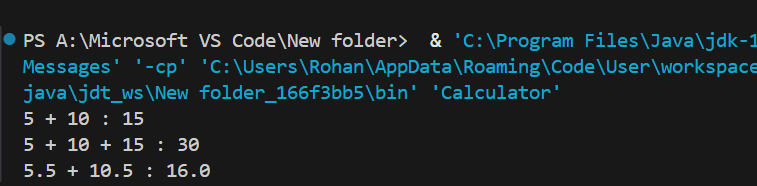 PS A:\Microsoft VS Code\New folder>  & 'C:\Program Files\Java\jdk-1
Messages' '-cp' 'C:\Users\Rohan\AppData\Roaming\Code\User\workspace
java\jdt_ws\New folder_166f3bb5\bin' 'Calculator'
5 + 10 : 15
5 + 10 + 15 : 30
5.5 + 10.5 : 16.0